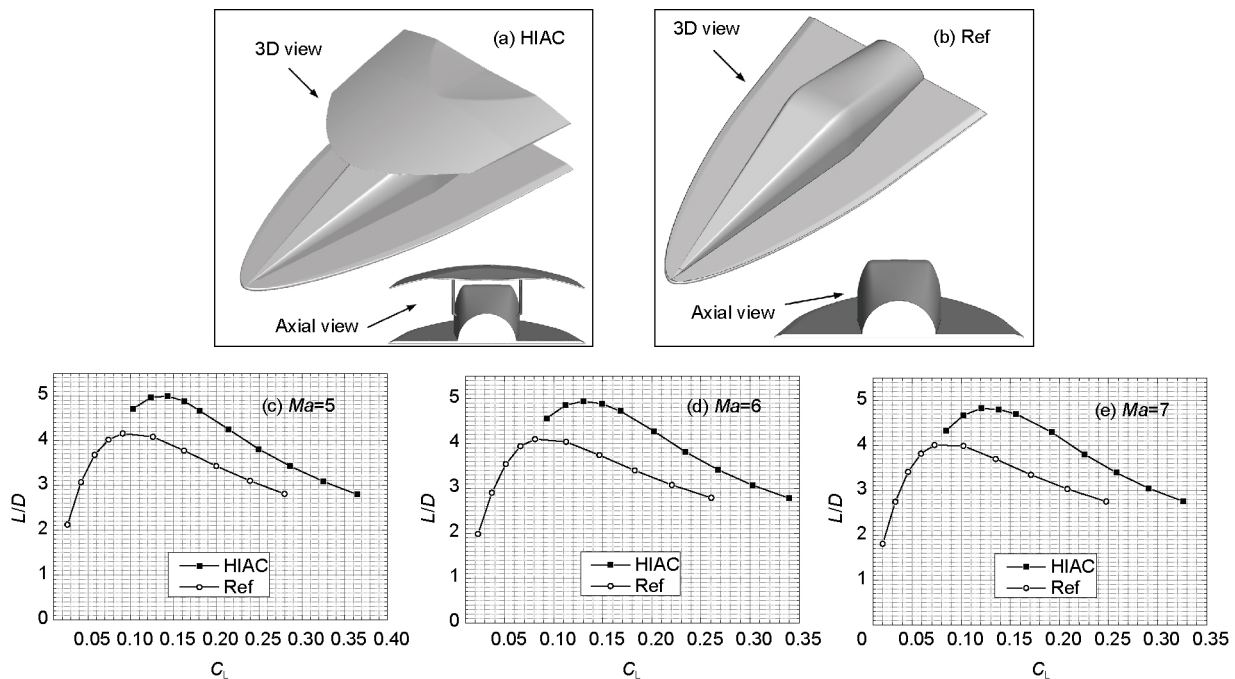 (a) HIAC
3D view
Axial view
(b) Ref
3D view
Axial view
(c) Ma=5
L/D
5
4
3
2
1
0
HIAC
Ref
0.05 0.10 0.15 0.20 0.25 0.30 0.35 0.40
CL
(d) Ma=6
L/D
5
4
3
2
1
0
HIAC
Ref
0.05 0.10 0.15 0.20 0.25 0.30 0.34 0.35
CL
(e) Ma=7
L/D
5
4
3
2
1
0
HIAC
Ref
0.05 0.10 0.15 0.20 0.25 0.30 0.35
CL